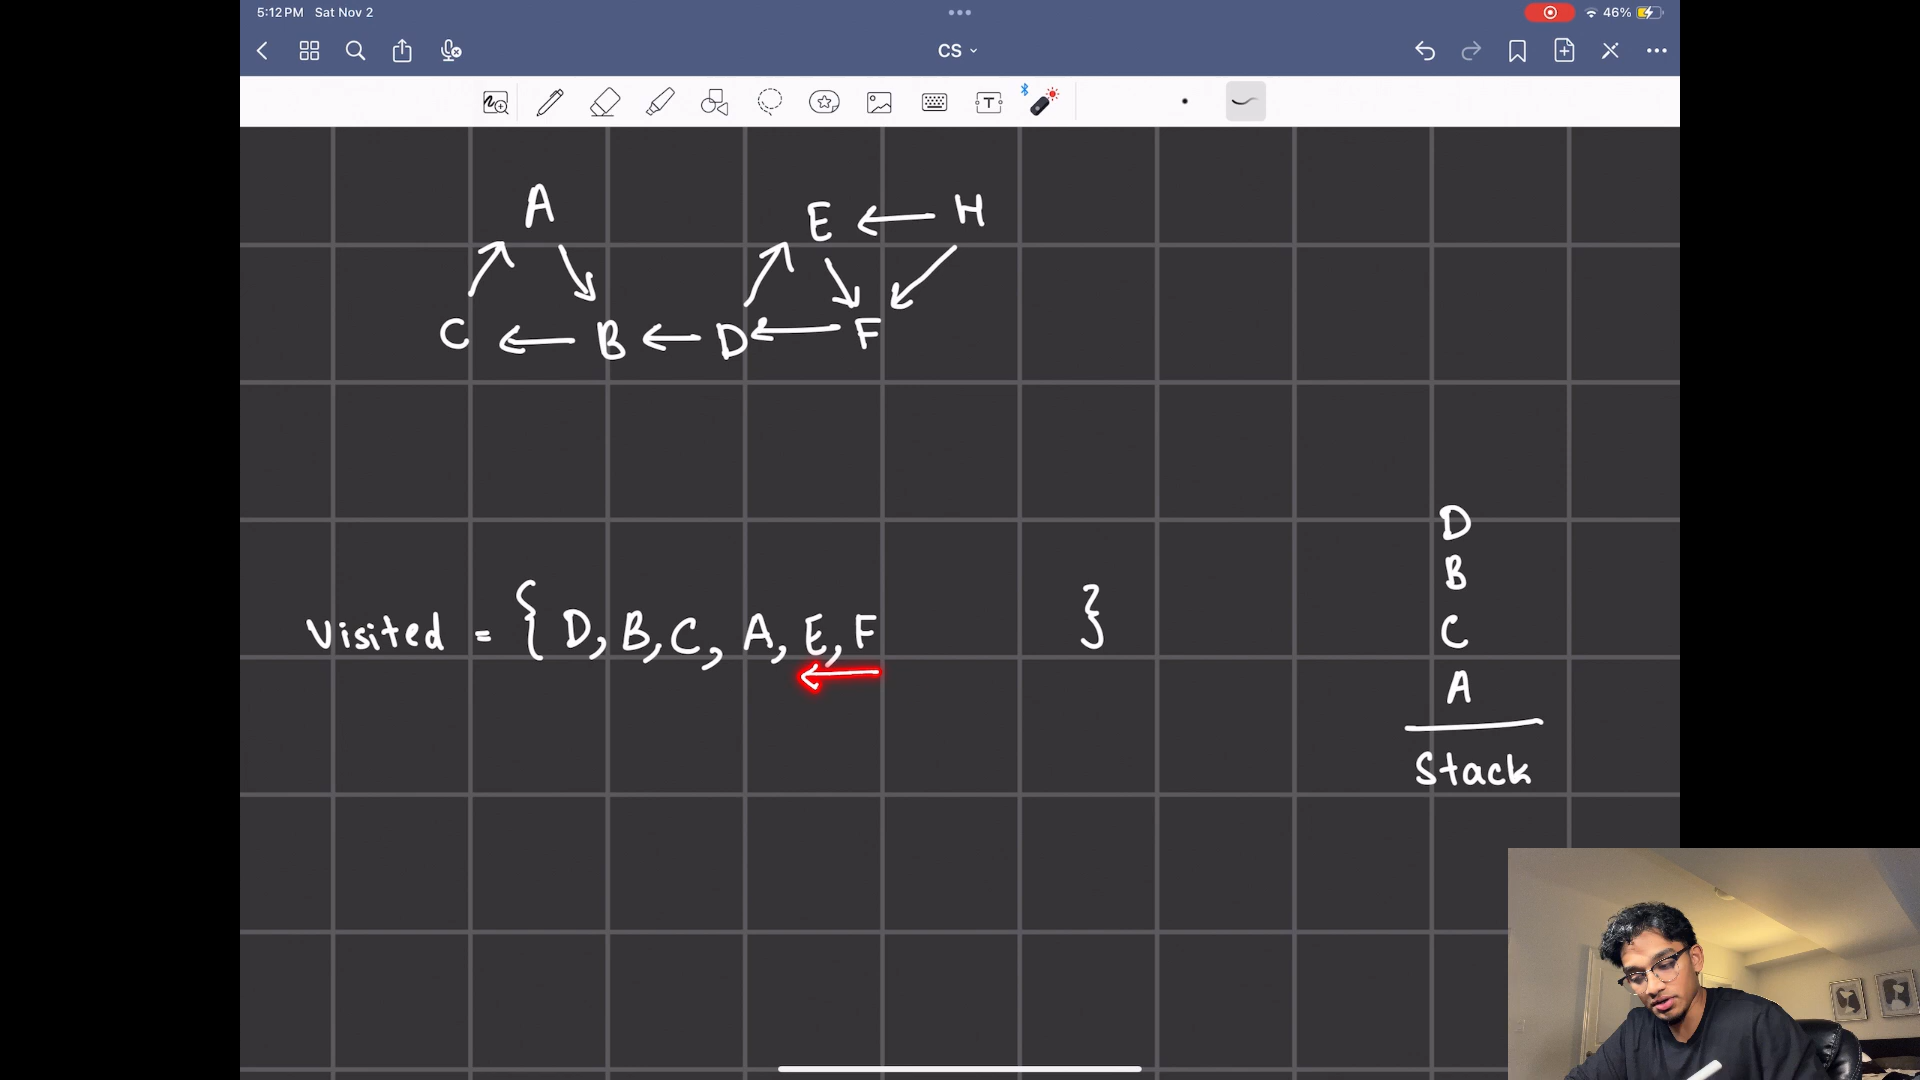 5:12 PM Sat Nov 2
46%
CS
T
A
E ← H
C ← B ← D ← F
D
B
C
A
Visited = { D, B, C, A, E, F }
Stack